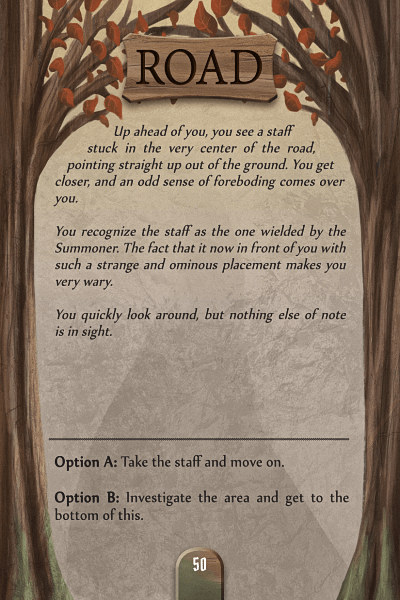 ROAD
Up ahead of you, you see a staff
stuck in the very center of the road,
pointing straight up out of the ground. You get
closer, and an odd sense of foreboding comes over
you.
You recognize the staff as the one wielded by the
Summoner. The fact that it now in front of you with
such a strange and ominous placement makes you
very wary.
You quickly look around, but nothing else of note
is in sight.
Option A: Take the staff and move on.
Option B: Investigate the area and get to the
bottom of this.
50